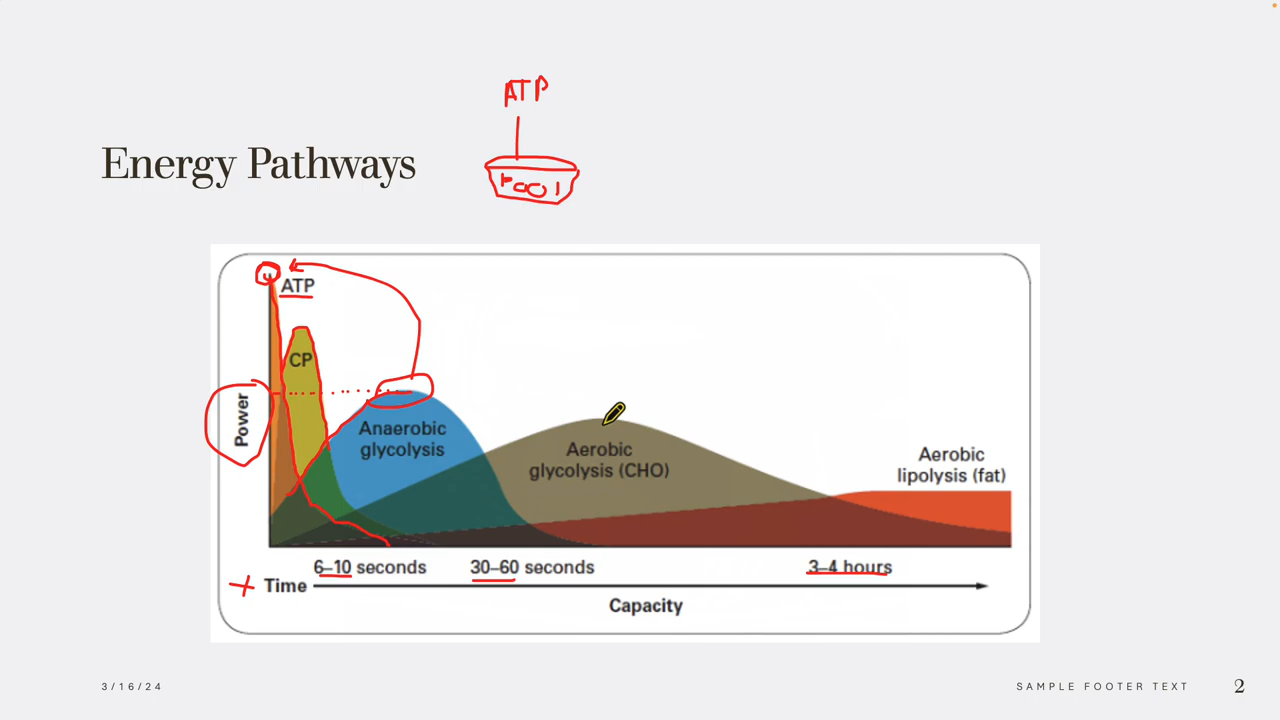 ATP
Energy Pathways
Pool
ATP
CP
Power
Anaerobic
glycolysis
Aerobic
glycolysis (CHO)
Aerobic
lipolysis (fat)
6–10 seconds
30–60 seconds
3–4 hours
Time
Capacity
3/16/24
SAMPLE FOOTER TEXT
2